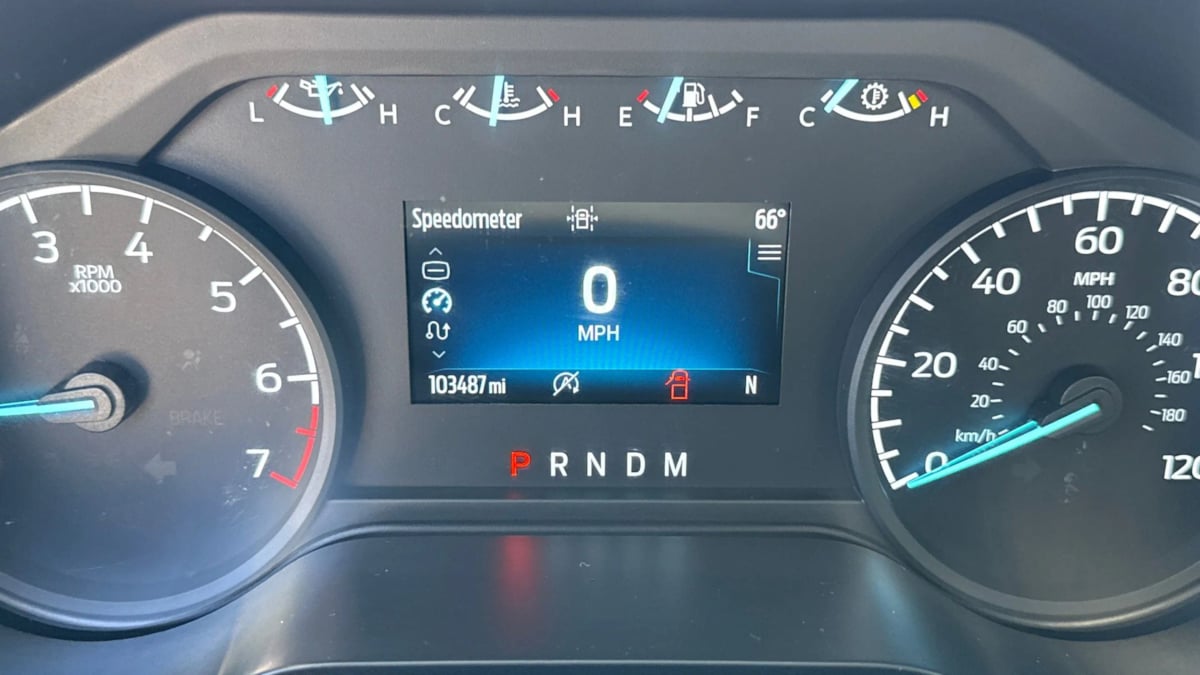 L H
C H
E F
C H
Speedometer 66°
0
MPH
103487 mi N
P R N D M
3 4 5 6 7
RPM
x1000
BRAKE
0 20 40 60 80
120
MPH
km/h 20 40 60 80 100 120 140 160 180